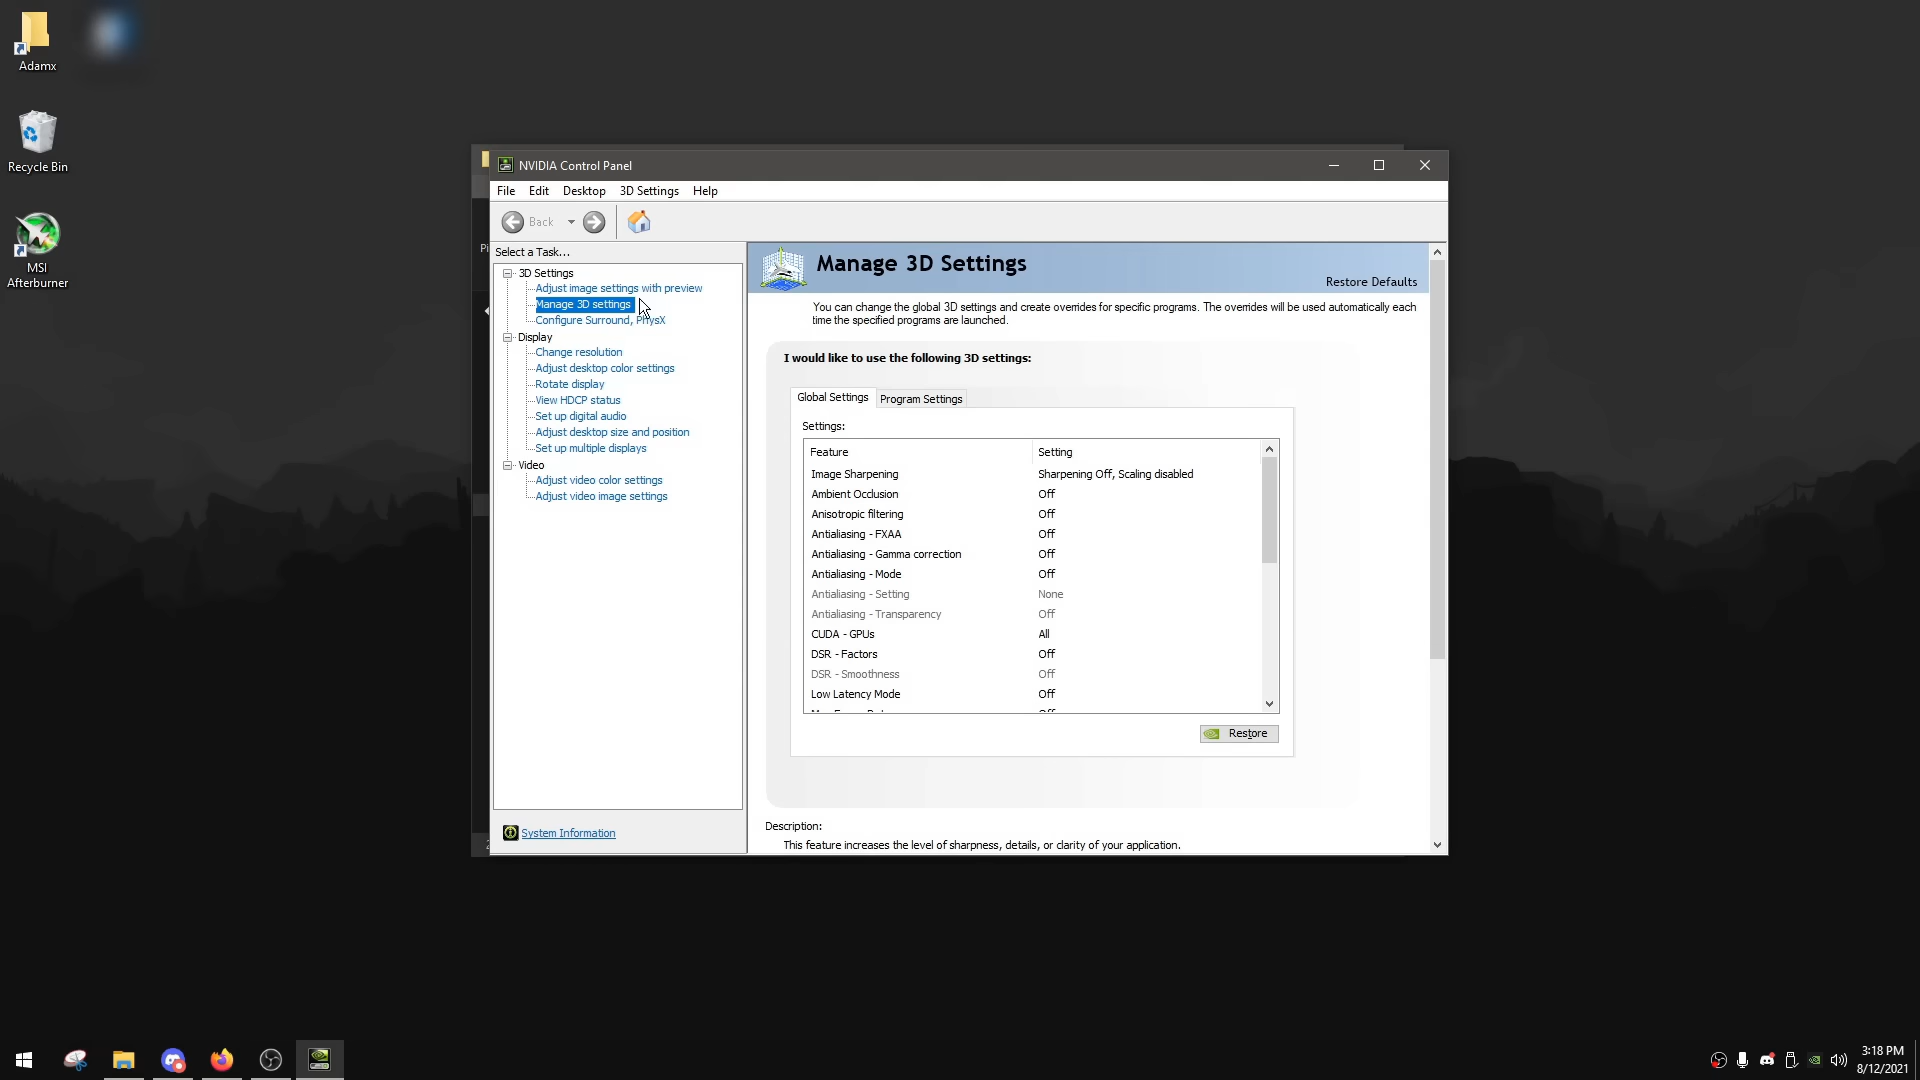 Adamx
Recycle Bin
MSI
Afterburner
NVIDIA Control Panel
File Edit Desktop 3D Settings Help
Back
Select a Task...
3D Settings
Adjust image settings with preview
Manage 3D settings
Configure Surround, PhysX
Display
Change resolution
Adjust desktop color settings
Rotate display
View HDCP status
Set up digital audio
Adjust desktop size and position
Set up multiple displays
Video
Adjust video color settings
Adjust video image settings
System Information
Manage 3D Settings
Restore Defaults
You can change the global 3D settings and create overrides for specific programs. The overrides will be used automatically each
time the specified programs are launched.
I would like to use the following 3D settings:
Global Settings Program Settings
Settings:
Feature Setting
Image Sharpening Sharpening Off, Scaling disabled
Ambient Occlusion Off
Anisotropic filtering Off
Antialiasing - FXAA Off
Antialiasing - Gamma correction Off
Antialiasing - Mode Off
Antialiasing - Setting None
Antialiasing - Transparency Off
CUDA - GPUs All
DSR - Factors Off
DSR - Smoothness Off
Low Latency Mode Off
Restore
Description:
This feature increases the level of sharpness, details, or clarity of your application.
3:18 PM
8/12/2021